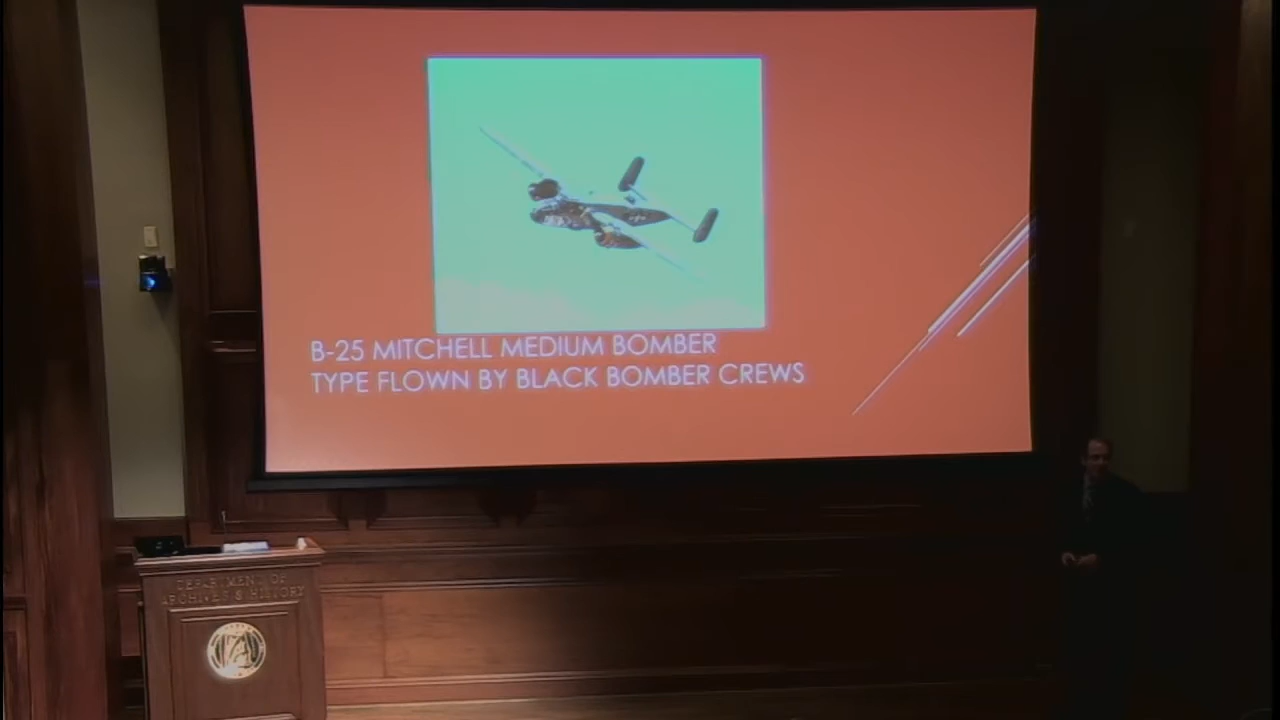 B-25 MITCHELL MEDIUM BOMBER
TYPE FLOWN BY BLACK BOMBER CREWS
DEPARTMENT OF
ARCHIVES & HISTORY